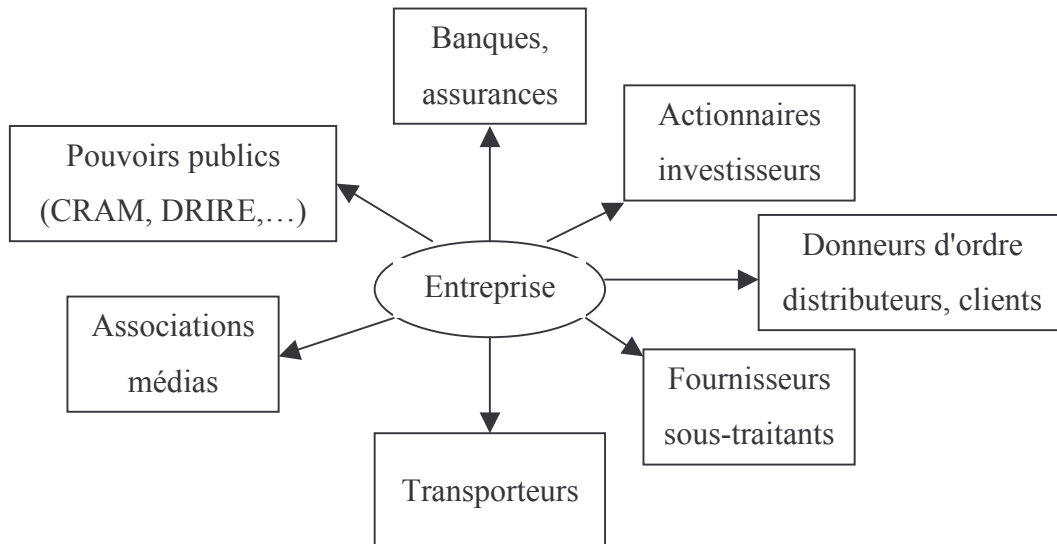 Banques,
assurances
Actionnaires
investisseurs
Pouvoirs publics
(CRAM, DRIRE,…)
Donneurs d'ordre
distributeurs, clients
Entreprise
Associations
médias
Fournisseurs
sous-traitants
Transporteurs